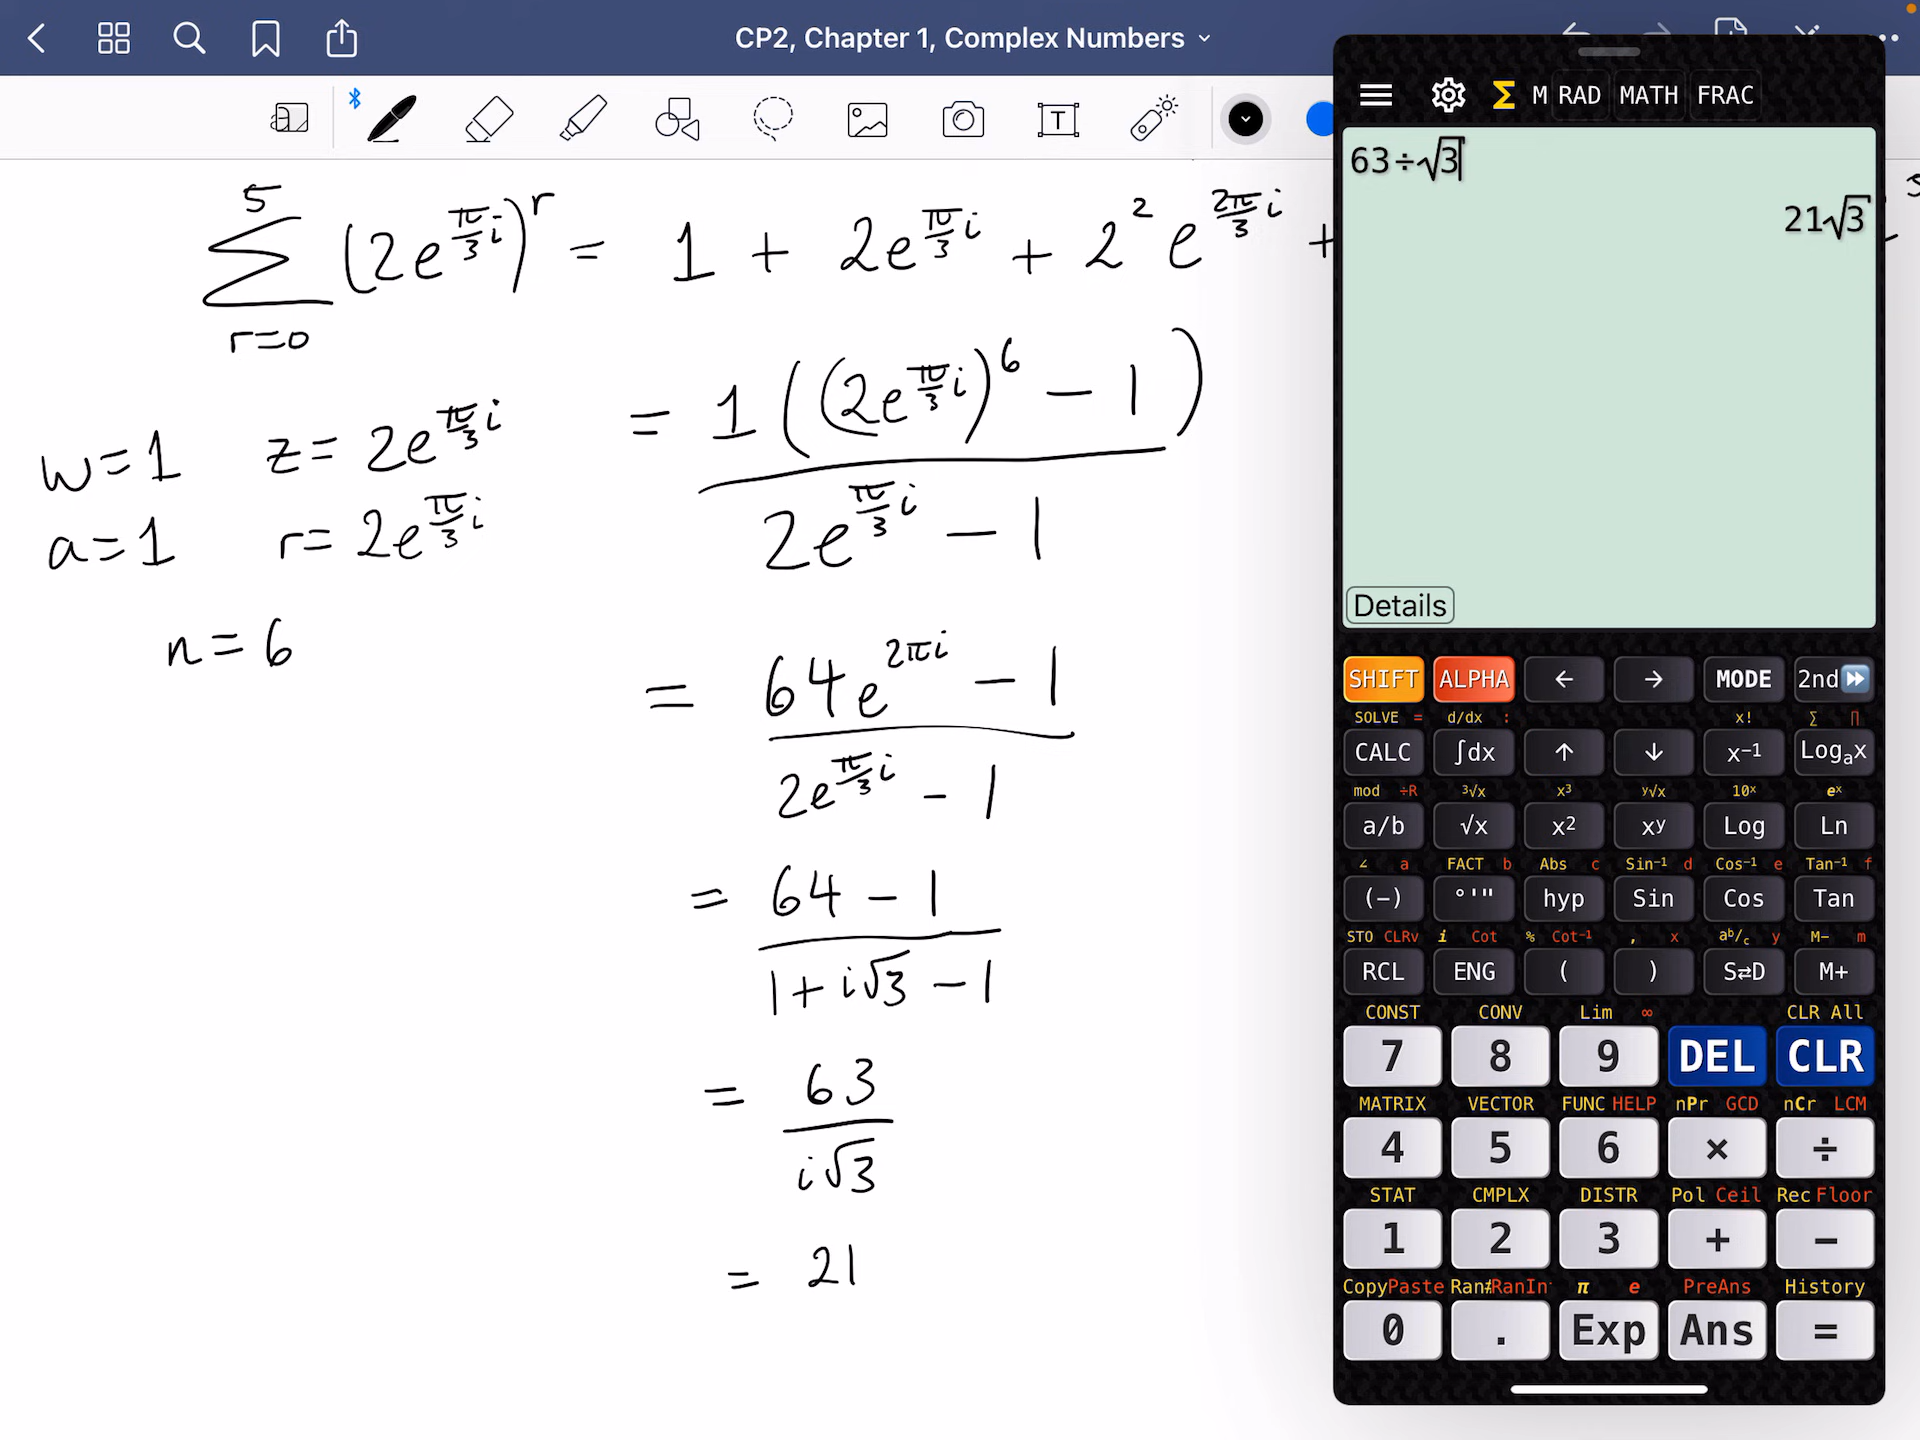 CP2, Chapter 1, Complex Numbers
T
∑_{r=0}^{5} (2e^{π/3 i})^r = 1 + 2e^{π/3 i} + 2² e^{2π/3 i} +
w=1 z= 2e^{π/3 i}
a=1 r= 2e^{π/3 i}
n=6
= 1((2e^{π/3 i})^6 − 1) / (2e^{π/3 i} − 1)
= (64e^{2πi} − 1) / (2e^{π/3 i} − 1)
= (64 − 1) / (1+i√3 − 1)
= 63 / (i√3)
= 21
Σ M RAD MATH FRAC
63÷√3
21√3
Details
SHIFT ALPHA ← → MODE 2nd
SOLVE = d/dx : x! ∑ ∏
CALC ∫dx ↑ ↓ x⁻¹ Logₐx
mod ÷R ³√x x³ ʸ√x 10ˣ eˣ
a/b √x x² xʸ Log Ln
∠ a FACT b Abs c Sin⁻¹ d Cos⁻¹ e Tan⁻¹ f
(−) °'" hyp Sin Cos Tan
STO CLRv i Cot % Cot⁻¹ , x aᵇ/c y M− m
RCL ENG ( ) S⇄D M+
CONST CONV Lim ∞ CLR All
7 8 9 DEL CLR
MATRIX VECTOR FUNC HELP nPr GCD nCr LCM
4 5 6 × ÷
STAT CMPLX DISTR Pol Ceil Rec Floor
1 2 3 + −
Copy Paste Ran# RanIn π e PreAns History
0 . Exp Ans =